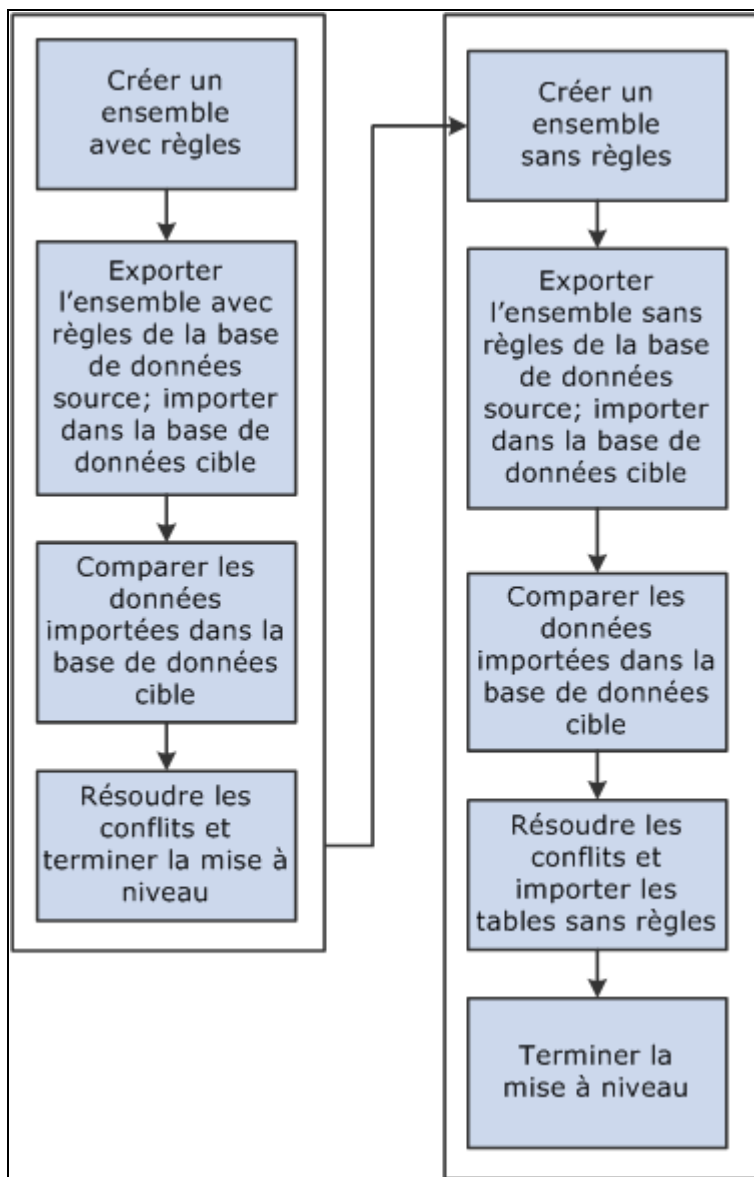 Créer un
ensemble
avec règles
Exporter
l'ensemble avec
règles de la base
de données
source; importer
dans la base de
données cible
Comparer les
données
importées dans la
base de données
cible
Résoudre les
conflits et
terminer la mise à
niveau
Créer un
ensemble
sans règles
Exporter
l'ensemble sans
règles de la base
de données
source; importer
dans la base de
données cible
Comparer les
données
importées dans la
base de données
cible
Résoudre les
conflits et
importer les
tables sans règles
Terminer la
mise à niveau